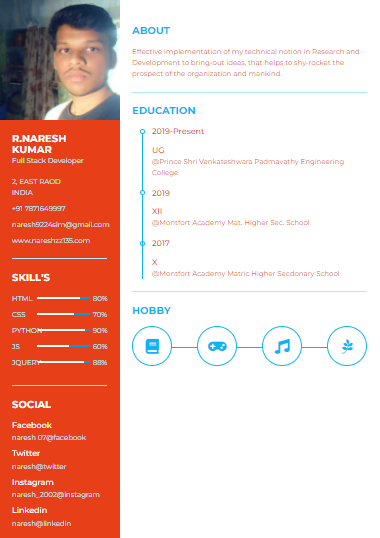 R.NARESH
KUMAR
Full Stack Developer
2, EAST RAOD
INDIA
+91 7871649997
naresh9224slm@gmail.com
www.nareshzz135.com
SKILL'S
HTML 80%
CSS 70%
PYTHON 90%
JS 60%
JQUERY 88%
SOCIAL
Facebook
naresh 07@facebook
Twitter
naresh@twitter
Instagram
naresh_2002@instagram
Linkedin
naresh@linkedin
ABOUT
Effective implementation of my technical notion in Research and
Development to bring-out ideas, that helps to shy-rocket the
prospect of the organization and mankind.
EDUCATION
2019-Present
UG
@Prince Shri Venkateshwara Padmavathy Engineering
College
2019
XII
@Montfort Academy Mat. Higher Sec. School
2017
X
@Montfort Academy Matric Higher Secdonary School
HOBBY